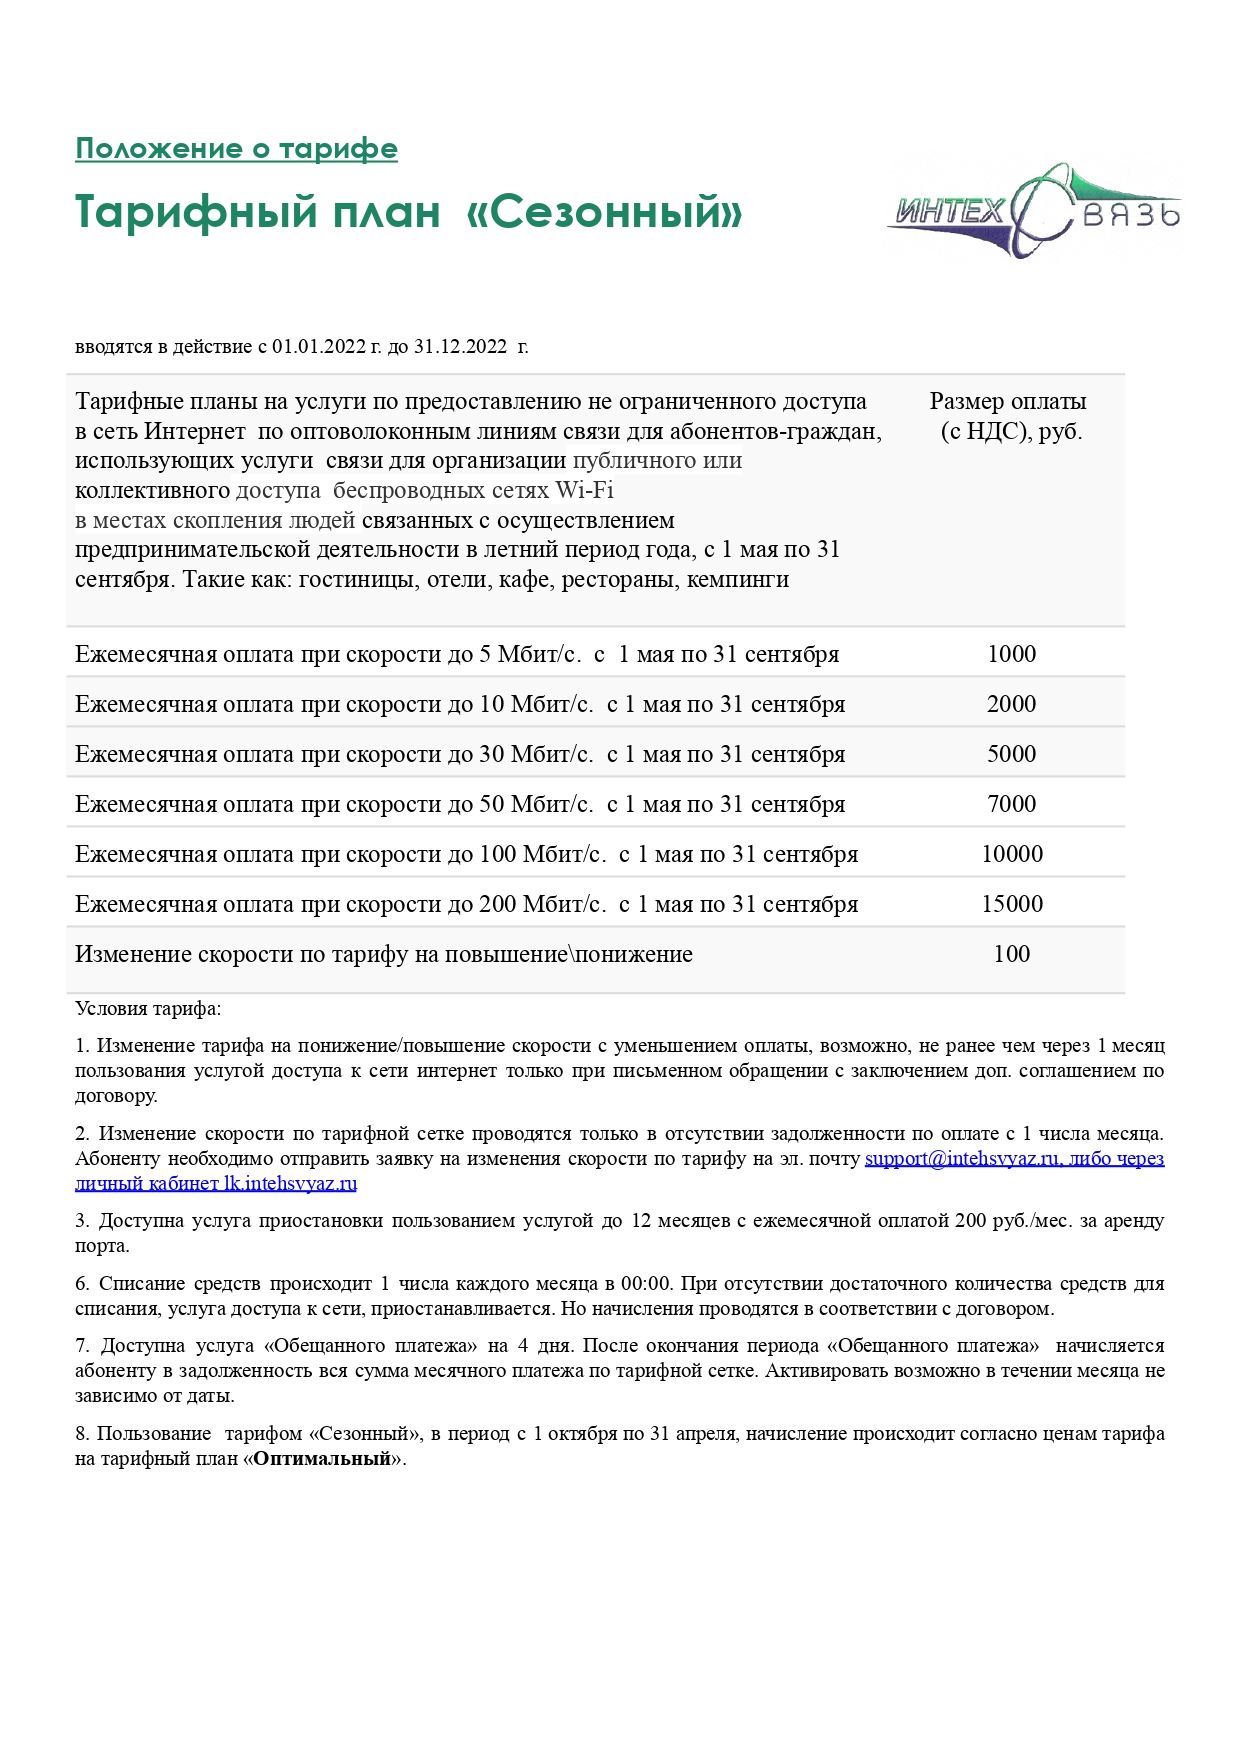 Положение о тарифе
Тарифный план «Сезонный»
ИНТЕХ СВЯЗЬ
вводятся в действие с 01.01.2022 г. до 31.12.2022 г.
Тарифные планы на услуги по предоставлению не ограниченного доступа
в сеть Интернет по оптоволоконным линиям связи для абонентов-граждан,
использующих услуги связи для организации публичного или
коллективного доступа беспроводных сетях Wi-Fi
в местах скопления людей связанных с осуществлением
предпринимательской деятельности в летний период года, с 1 мая по 31
сентября. Такие как: гостиницы, отели, кафе, рестораны, кемпинги
Размер оплаты
(с НДС), руб.
Ежемесячная оплата при скорости до 5 Мбит/с. с 1 мая по 31 сентября 1000
Ежемесячная оплата при скорости до 10 Мбит/с. с 1 мая по 31 сентября 2000
Ежемесячная оплата при скорости до 30 Мбит/с. с 1 мая по 31 сентября 5000
Ежемесячная оплата при скорости до 50 Мбит/с. с 1 мая по 31 сентября 7000
Ежемесячная оплата при скорости до 100 Мбит/с. с 1 мая по 31 сентября 10000
Ежемесячная оплата при скорости до 200 Мбит/с. с 1 мая по 31 сентября 15000
Изменение скорости по тарифу на повышение\понижение 100
Условия тарифа:
1. Изменение тарифа на понижение/повышение скорости с уменьшением оплаты, возможно, не ранее чем через 1 месяц
пользования услугой доступа к сети интернет только при письменном обращении с заключением доп. соглашением по
договору.
2. Изменение скорости по тарифной сетке проводятся только в отсутствии задолженности по оплате с 1 числа месяца.
Абоненту необходимо отправить заявку на изменения скорости по тарифу на эл. почту support@intehsvyaz.ru, либо через
личный кабинет lk.intehsvyaz.ru
3. Доступна услуга приостановки пользованием услугой до 12 месяцев с ежемесячной оплатой 200 руб./мес. за аренду
порта.
6. Списание средств происходит 1 числа каждого месяца в 00:00. При отсутствии достаточного количества средств для
списания, услуга доступа к сети, приостанавливается. Но начисления проводятся в соответствии с договором.
7. Доступна услуга «Обещанного платежа» на 4 дня. После окончания периода «Обещанного платежа» начисляется
абоненту в задолженность вся сумма месячного платежа по тарифной сетке. Активировать возможно в течении месяца не
зависимо от даты.
8. Пользование тарифом «Сезонный», в период с 1 октября по 31 апреля, начисление происходит согласно ценам тарифа
на тарифный план «Оптимальный».